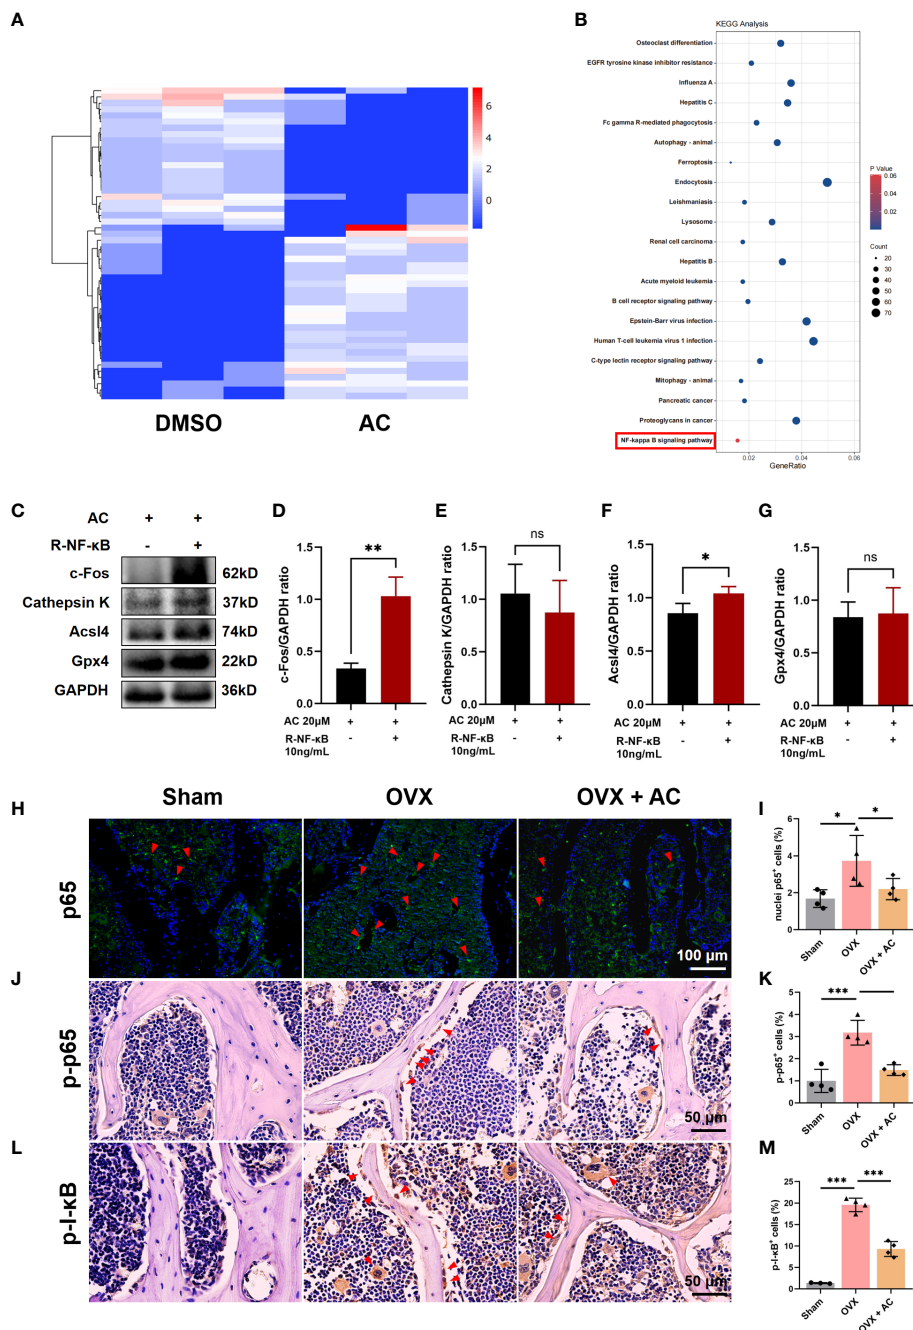 A
6
4
2
0
DMSO AC
B
KEGG Analysis
Osteoclast differentiation
EGFR tyrosine kinase inhibitor resistance
Influenza A
Hepatitis C
Fc gamma R-mediated phagocytosis
Autophagy - animal
Ferroptosis
Endocytosis
Leishmaniasis
Lysosome
Renal cell carcinoma
Hepatitis B
Acute myeloid leukemia
B cell receptor signaling pathway
Epstein-Barr virus infection
Human T-cell leukemia virus 1 infection
C-type lectin receptor signaling pathway
Mitophagy - animal
Pancreatic cancer
Proteoglycans in cancer
NF-kappa B signaling pathway
0.02 0.04 0.06
GeneRatio
P Value
0.06
0.04
0.02
Count
20
30
40
50
60
70
C
AC + +
R-NF-κB - +
c-Fos 62kD
Cathepsin K 37kD
Acsl4 74kD
Gpx4 22kD
GAPDH 36kD
D
c-Fos/GAPDH ratio
1.5
1.0
0.5
0.0
**
AC 20μM + +
R-NF-κB - +
10ng/mL
E
Cathepsin K/GAPDH ratio
1.5
1.0
0.5
0.0
ns
AC 20μM + +
R-NF-κB - +
10ng/mL
F
Acsl4/GAPDH ratio
1.5
1.0
0.5
0.0
*
AC 20μM + +
R-NF-κB - +
10ng/mL
G
Gpx4/GAPDH ratio
1.5
1.0
0.5
0.0
ns
AC 20μM + +
R-NF-κB - +
10ng/mL
Sham OVX OVX + AC
H
p65
100 μm
I
nuclei p65⁺ cells (%)
6
4
2
0
* *
Sham OVX OVX + AC
J
p-p65
50 μm
K
p-p65⁺ cells (%)
5
4
3
2
1
0
***
Sham OVX OVX + AC
L
p-I-κB
50 μm
M
p-I-κB⁺ cells (%)
25
20
15
10
5
0
*** ***
Sham OVX OVX + AC